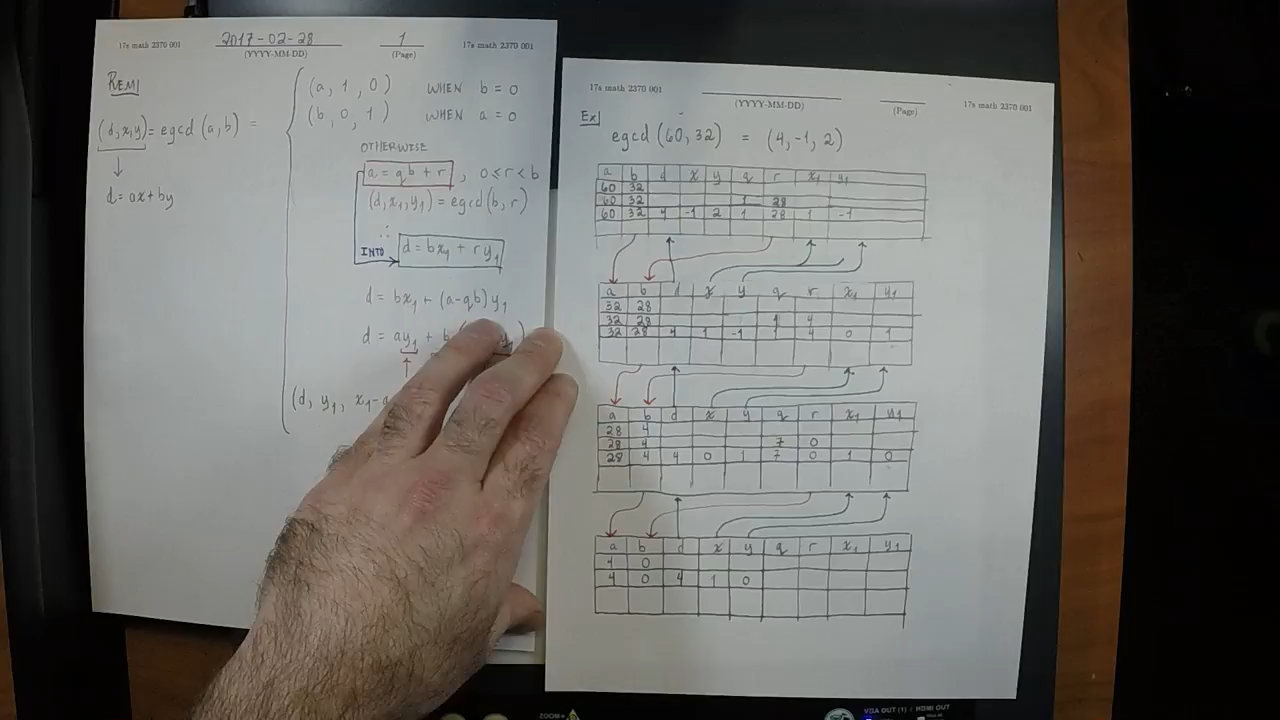 17s math 2370 001 2017-02-28 1 17s math 2370 001
(YYYY-MM-DD) (Page)
REM
(d,x,y) = egcd (a,b) =
d = ax + by
(a, 1, 0) WHEN b = 0
(b, 0, 1) WHEN a = 0
OTHERWISE
a = qb + r , 0 ≤ r < b
(d, x₁, y₁) = egcd (b, r)
∴
INTO d = bx₁ + ry₁
d = bx₁ + (a-qb)y₁
d = ay₁ + b
(d, y₁, x₁-
17s math 2370 001 17s math 2370 001
(YYYY-MM-DD) (Page)
Ex
egcd (60, 32) = (4, -1, 2)
a b d x y q r x₁ y₁
60 32
60 32 1 28
60 32 4 -1 2 1 28 1 -1
a b d x y q r x₁ y₁
32 28
32 28 1 4
32 28 4 1 -1 1 4 0 1
a b d x y q r x₁ y₁
28 4
28 4 7 0
28 4 4 0 1 7 0 1 0
a b d x y q r x₁ y₁
4 0
4 0 4 1 0
ZOOM
VGA OUT (1) / HDMI OUT